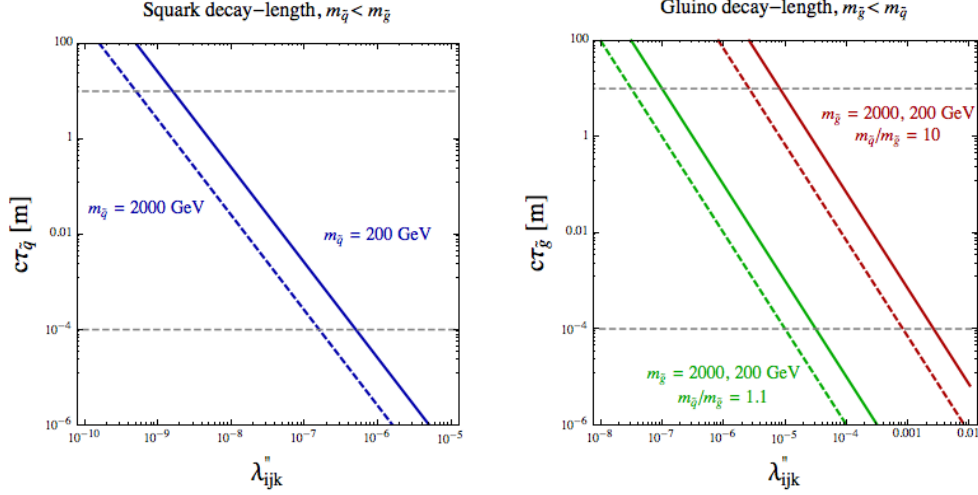 Squark decay–length, m_q̃ < m_g̃
100
1
0.01
10⁻⁴
10⁻⁶
cτ_q̃ [m]
m_q̃ = 2000 GeV
m_q̃ = 200 GeV
10⁻¹⁰
10⁻⁹
10⁻⁸
10⁻⁷
10⁻⁶
10⁻⁵
λ''_ijk
Gluino decay–length, m_g̃ < m_q̃
100
1
0.01
10⁻⁴
10⁻⁶
cτ_g̃ [m]
m_g̃ = 2000, 200 GeV
m_q̃/m_g̃ = 10
m_g̃ = 2000, 200 GeV
m_q̃/m_g̃ = 1.1
10⁻⁸
10⁻⁷
10⁻⁶
10⁻⁵
10⁻⁴
0.001
0.01
λ''_ijk